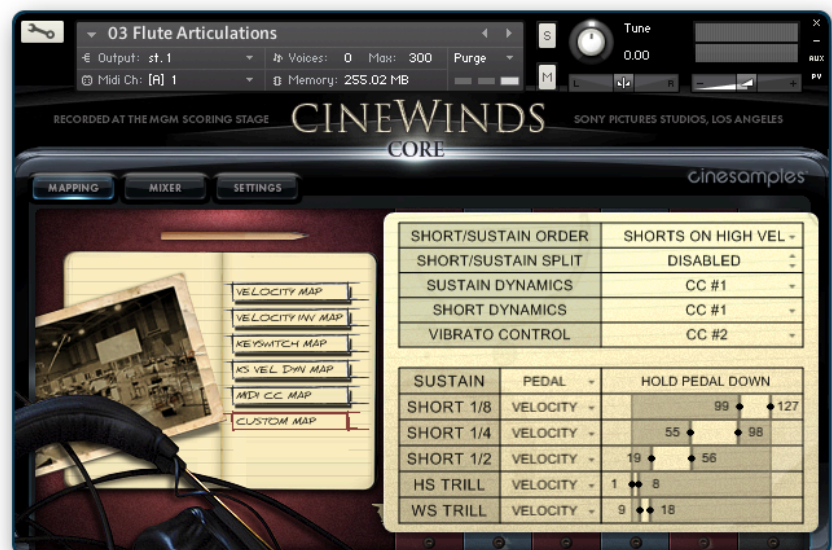 03 Flute Articulations
S
Tune
Output: st.1
Voices: 0 Max: 300
Purge
0.00
AUX
Midi Ch: [A] 1
Memory: 255.02 MB
M
L
R
PV
RECORDED AT THE MGM SCORING STAGE
CINEWINDS
CORE
SONY PICTURES STUDIOS, LOS ANGELES
cinesamples
MAPPING
MIXER
SETTINGS
VELOCITY MAP
VELOCITY INV MAP
KEYSWITCH MAP
KS VEL DYN MAP
MIDI CC MAP
CUSTOM MAP
SHORT/SUSTAIN ORDER SHORTS ON HIGH VEL
SHORT/SUSTAIN SPLIT DISABLED
SUSTAIN DYNAMICS CC #1
SHORT DYNAMICS CC #1
VIBRATO CONTROL CC #2
SUSTAIN PEDAL HOLD PEDAL DOWN
SHORT 1/8 VELOCITY 99 127
SHORT 1/4 VELOCITY 55 98
SHORT 1/2 VELOCITY 19 56
HS TRILL VELOCITY 1 8
WS TRILL VELOCITY 9 18